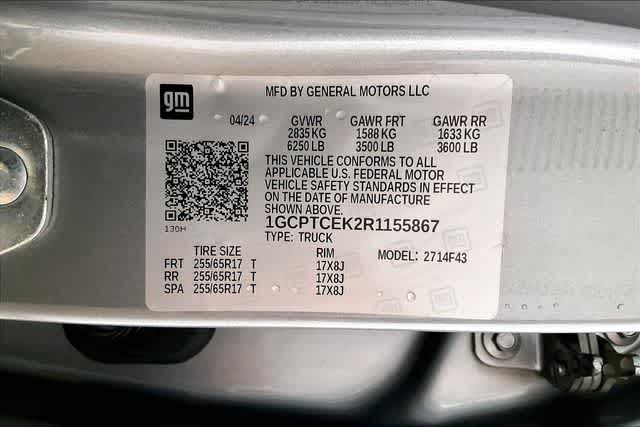 gm
MFD BY GENERAL MOTORS LLC
04/24 GVWR GAWR FRT GAWR RR
2835 KG 1588 KG 1633 KG
6250 LB 3500 LB 3600 LB
THIS VEHICLE CONFORMS TO ALL
APPLICABLE U.S. FEDERAL MOTOR
VEHICLE SAFETY STANDARDS IN EFFECT
ON THE DATE OF MANUFACTURE
SHOWN ABOVE.
130H
1GCPTCEK2R1155867
TYPE: TRUCK
TIRE SIZE RIM MODEL: 2714F43
FRT 255/65R17 T 17X8J
RR 255/65R17 T 17X8J
SPA 255/65R17 T 17X8J